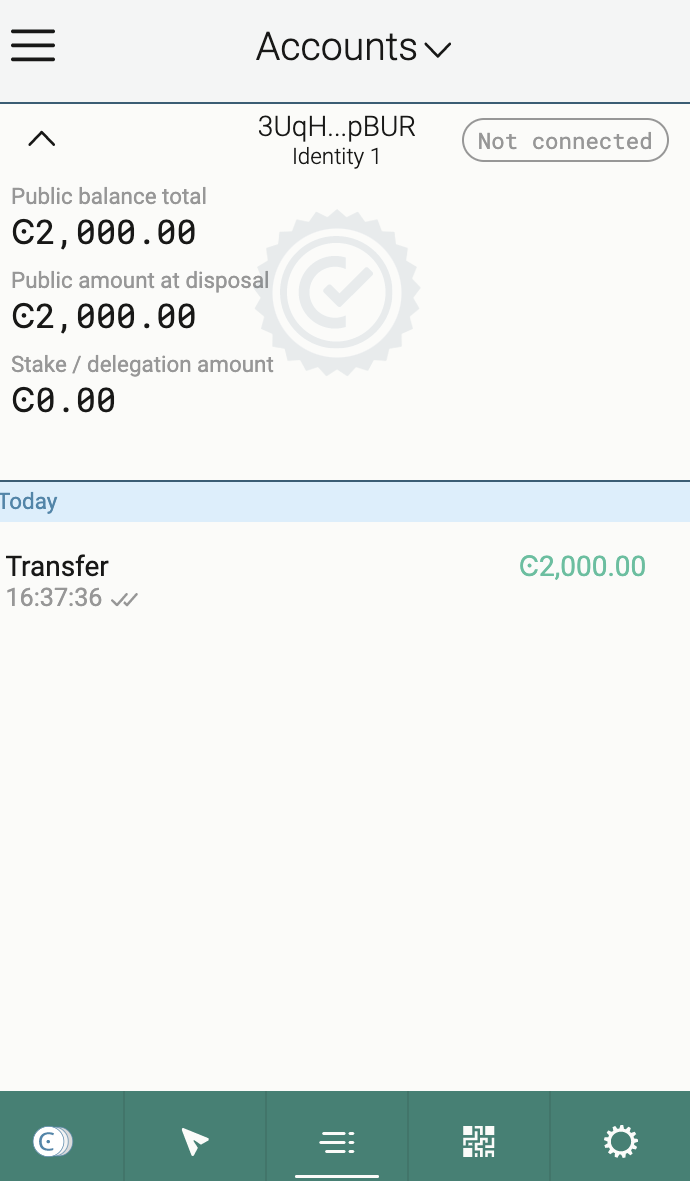 Accounts
3UqH...pBUR
Identity 1
Not connected
Public balance total
Ͼ2,000.00
Public amount at disposal
Ͼ2,000.00
Stake / delegation amount
Ͼ0.00
Today
Transfer
Ͼ2,000.00
16:37:36